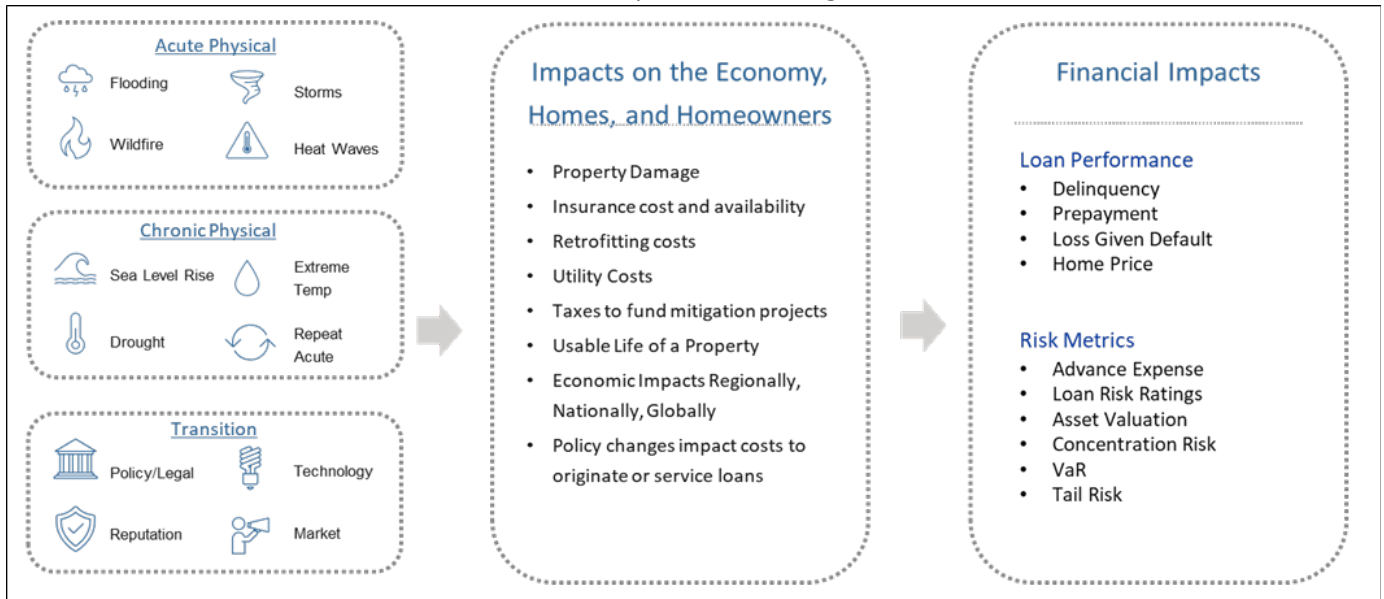 Acute Physical
Flooding
Storms
Wildfire
Heat Waves
Chronic Physical
Sea Level Rise
Extreme
Temp
Drought
Repeat
Acute
Transition
Policy/Legal
Technology
Reputation
Market
Impacts on the Economy,
Homes, and Homeowners
• Property Damage
• Insurance cost and availability
• Retrofitting costs
• Utility Costs
• Taxes to fund mitigation projects
• Usable Life of a Property
• Economic Impacts Regionally,
Nationally, Globally
• Policy changes impact costs to
originate or service loans
Financial Impacts
Loan Performance
• Delinquency
• Prepayment
• Loss Given Default
• Home Price
Risk Metrics
• Advance Expense
• Loan Risk Ratings
• Asset Valuation
• Concentration Risk
• VaR
• Tail Risk